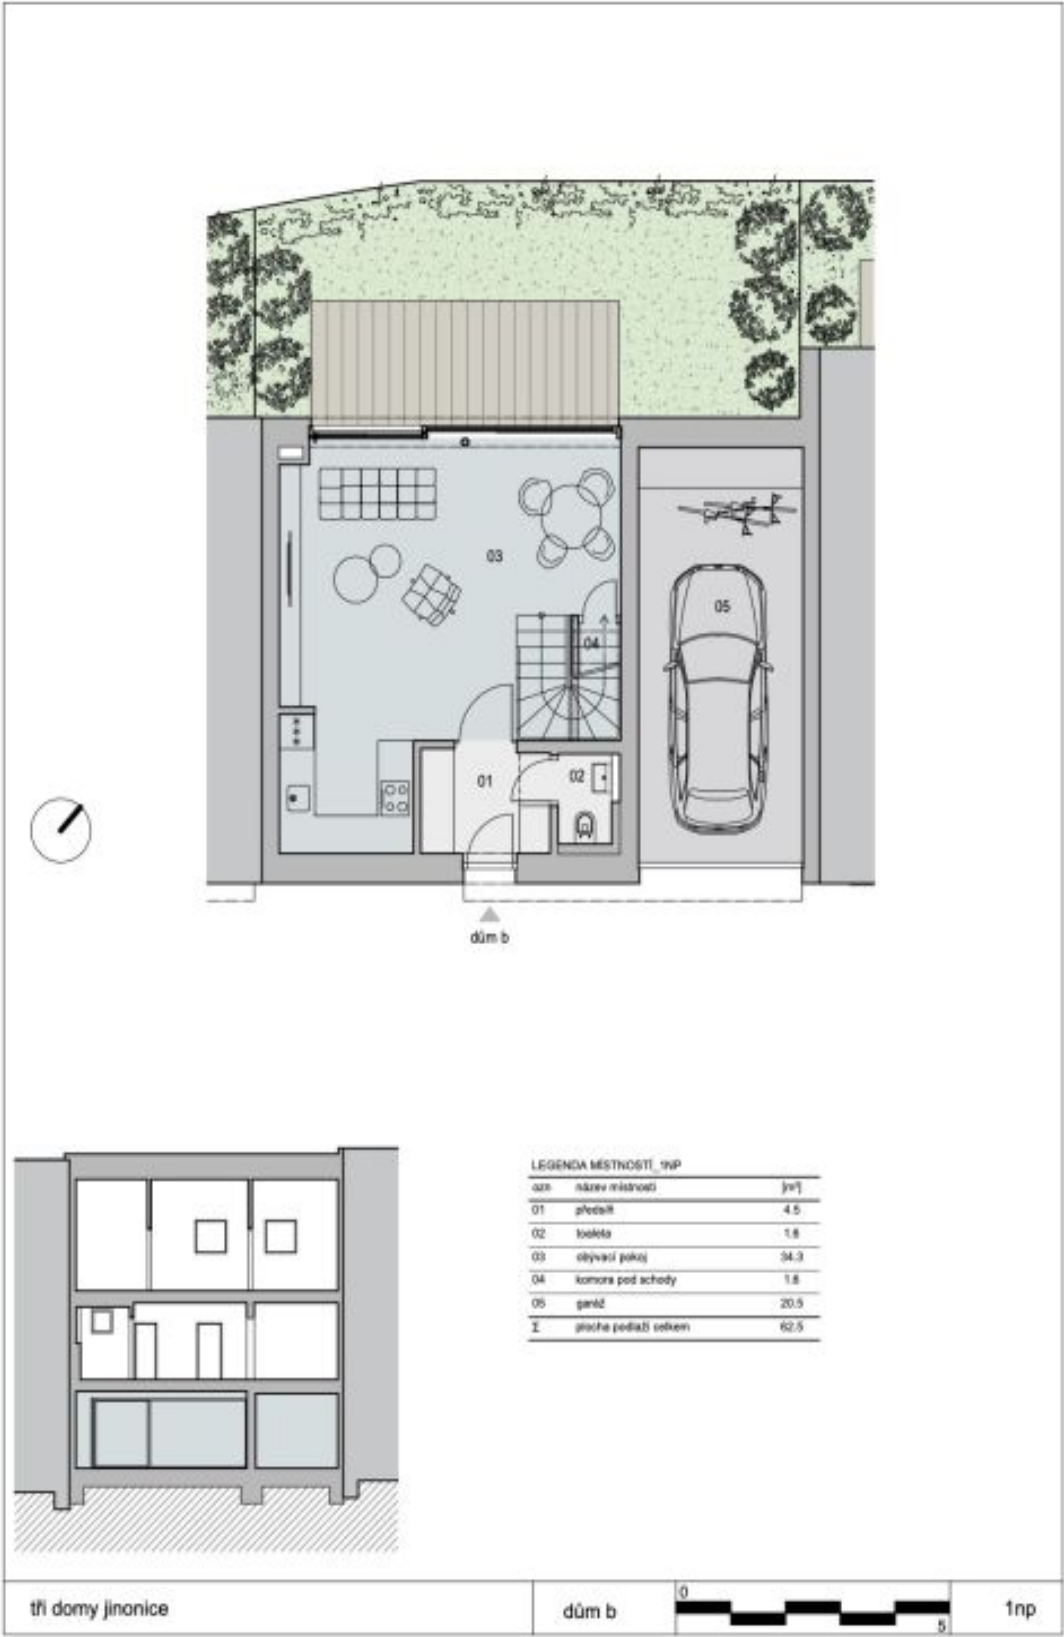 03
05
04
01
02
dům b
LEGENDA MÍSTNOSTÍ_1NP
ozn název místnosti [m²]
01 předsíň 4.5
02 toaleta 1.6
03 obývací pokoj 34.3
04 komora pod schody 1.6
05 garáž 20.5
Σ plocha podlaží celkem 62.5
tři domy jinonice
dům b
0
5
1np